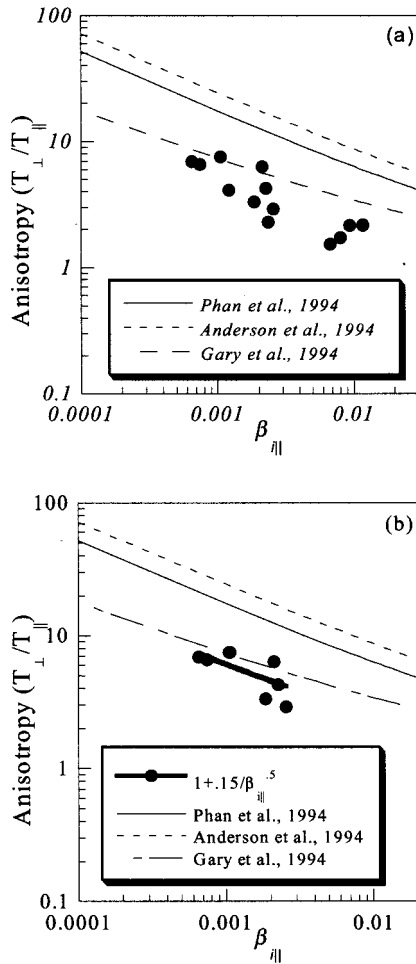 (a)
100
10
1
0.1
Anisotropy (T⊥/T||)
0.0001
0.001
0.01
βi||
Phan et al., 1994
Anderson et al., 1994
Gary et al., 1994
(b)
100
10
1
0.1
Anisotropy (T⊥/T||)
0.0001
0.001
0.01
βi||
1+.15/βi||.5
Phan et al., 1994
Anderson et al., 1994
Gary et al., 1994